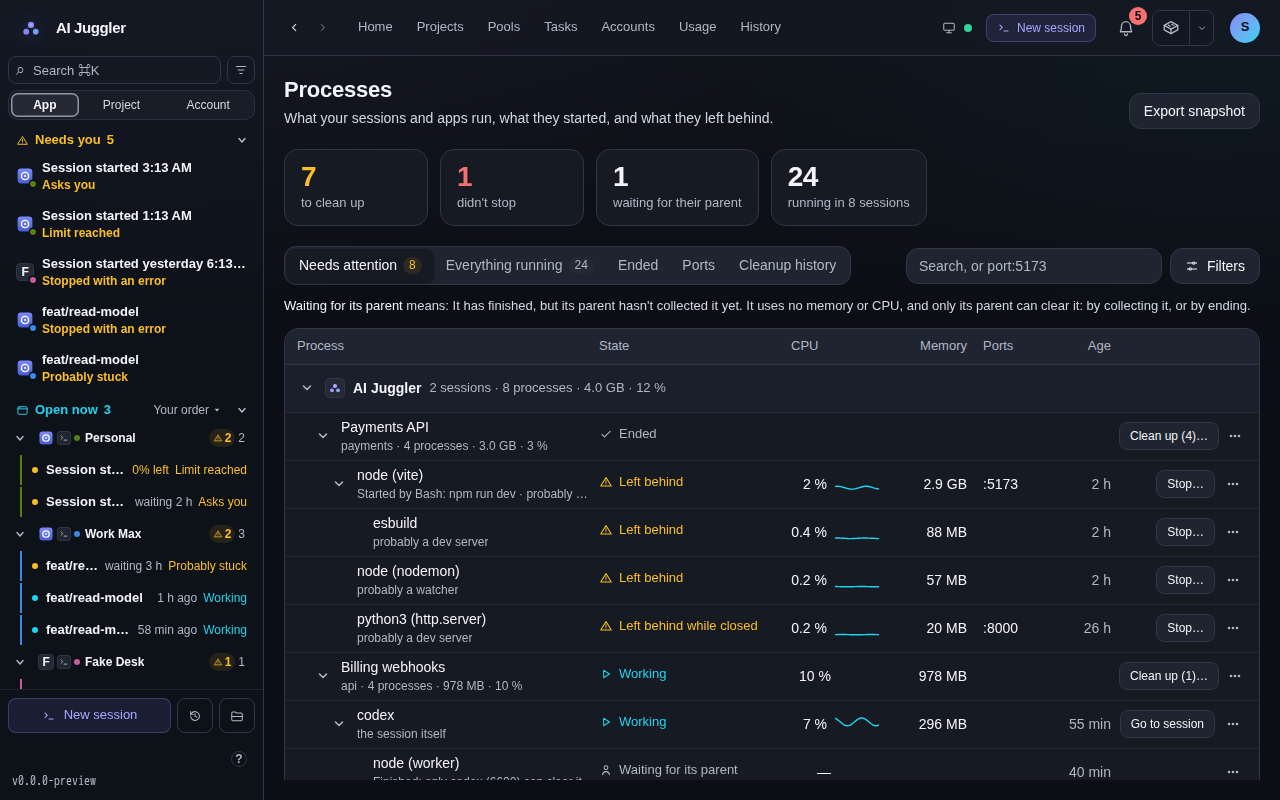 AI Juggler
Search ⌘K
App Project Account
Needs you 5
Session started 3:13 AM
Asks you
Session started 1:13 AM
Limit reached
F Session started yesterday 6:13…
Stopped with an error
feat/read-model
Stopped with an error
feat/read-model
Probably stuck
Open now 3 Your order
Personal 2 2
Session st… 0% left Limit reached
Session st… waiting 2 h Asks you
Work Max 2 3
feat/re… waiting 3 h Probably stuck
feat/read-model 1 h ago Working
feat/read-m… 58 min ago Working
F Fake Desk 1 1
New session
?
v0.0.0-preview
Home Projects Pools Tasks Accounts Usage History
New session 5 S
Processes
What your sessions and apps run, what they started, and what they left behind.
Export snapshot
7 1 1 24
to clean up didn't stop waiting for their parent running in 8 sessions
Needs attention 8 Everything running 24 Ended Ports Cleanup history
Search, or port:5173 Filters
Waiting for its parent means: It has finished, but its parent hasn't collected it yet. It uses no memory or CPU, and only its parent can clear it: by collecting it, or by ending.
Process State CPU Memory Ports Age
AI Juggler 2 sessions · 8 processes · 4.0 GB · 12 %
Payments API Ended Clean up (4)…
payments · 4 processes · 3.0 GB · 3 %
node (vite) Left behind 2 % 2.9 GB :5173 2 h Stop…
Started by Bash: npm run dev · probably …
esbuild Left behind 0.4 % 88 MB 2 h Stop…
probably a dev server
node (nodemon) Left behind 0.2 % 57 MB 2 h Stop…
probably a watcher
python3 (http.server) Left behind while closed 0.2 % 20 MB :8000 26 h Stop…
probably a dev server
Billing webhooks Working 10 % 978 MB Clean up (1)…
api · 4 processes · 978 MB · 10 %
codex Working 7 % 296 MB 55 min Go to session
the session itself
node (worker) Waiting for its parent — 40 min